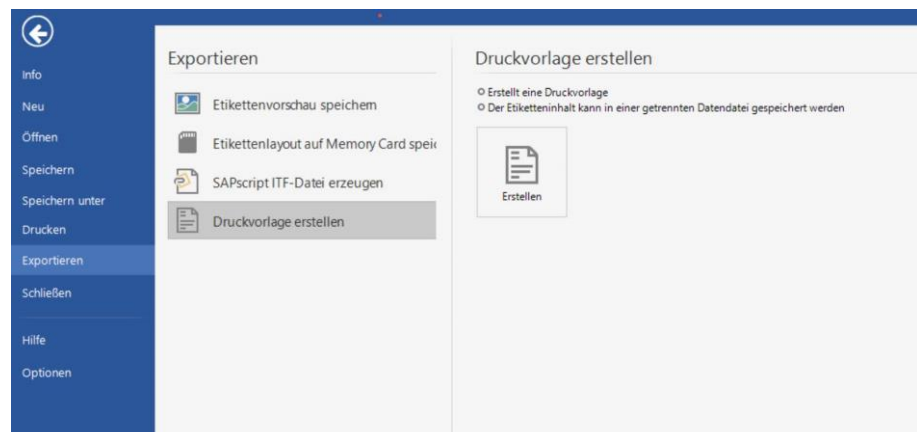 Info
Neu
Öffnen
Speichern
Speichern unter
Drucken
Exportieren
Schließen
Hilfe
Optionen
Exportieren
Etikettenvorschau speichern
Etikettenlayout auf Memory Card speic
SAPscript ITF-Datei erzeugen
Druckvorlage erstellen
Druckvorlage erstellen
Erstellt eine Druckvorlage
Der Etiketteninhalt kann in einer getrennten Datendatei gespeichert werden
Erstellen